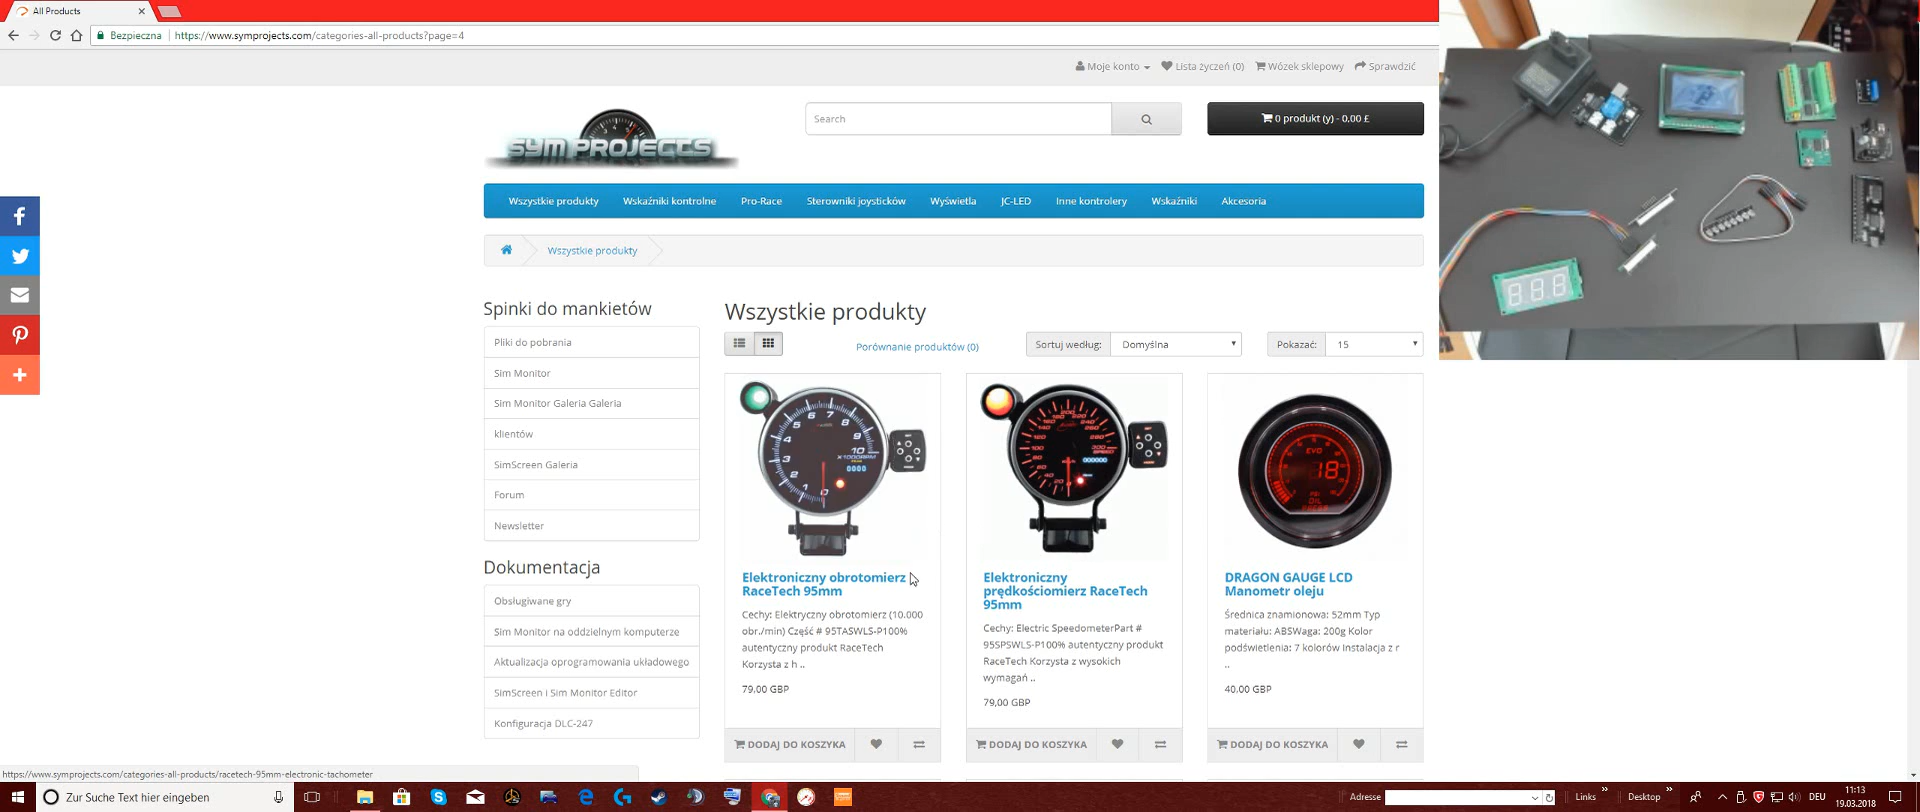 All Products
Bezpieczna
https://www.symprojects.com/categories-all-products?page=4
Moje konto
Lista życzeń (0)
Wózek sklepowy
Sprawdzić
SYM PROJECTS
Search
0 produkt (y) - 0,00 £
Wszystkie produkty
Wskaźniki kontrolne
Pro-Race
Sterowniki joysticków
Wyświetla
JC-LED
Inne kontrolery
Wskaźniki
Akcesoria
Wszystkie produkty
Spinki do mankietów
Pliki do pobrania
Sim Monitor
Sim Monitor Galeria Galeria
klientów
SimScreen Galeria
Forum
Newsletter
Dokumentacja
Obsługiwane gry
Sim Monitor na oddzielnym komputerze
Aktualizacja oprogramowania układowego
SimScreen i Sim Monitor Editor
Konfiguracja DLC-247
Wszystkie produkty
Porównanie produktów (0)
Sortuj według:
Domyślna
Pokazać:
15
Elektroniczny obrotomierz
RaceTech 95mm
Cechy: Elektryczny obrotomierz (10.000
obr./min) Część # 95TASWLS-P100%
autentyczny produkt RaceTech
Korzysta z h ..
79,00 GBP
DODAJ DO KOSZYKA
Elektroniczny
prędkościomierz RaceTech
95mm
Cechy: Electric SpeedometerPart #
95SPSWLS-P100% autentyczny produkt
RaceTech Korzysta z wysokich
wymagań ..
79,00 GBP
DODAJ DO KOSZYKA
EVO
18
PSI
OIL
DRAGON GAUGE LCD
Manometr oleju
Średnica znamionowa: 52mm Typ
materiału: ABSWaga: 200g Kolor
podświetlenia: 7 kolorów Instalacja z r
..
40.00 GBP
DODAJ DO KOSZYKA
https://www.symprojects.com/categories-all-products/racetech-95mm-electronic-tachometer
Zur Suche Text hier eingeben
Adresse
Links
Desktop
DEU
11:13
19.03.2018